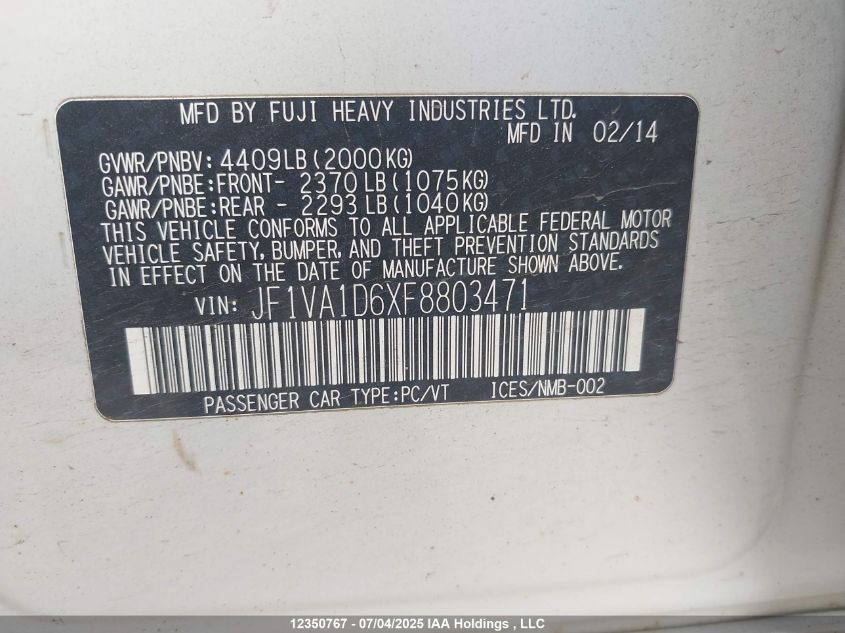 MFD BY FUJI HEAVY INDUSTRIES LTD.
MFD IN 02/14
GVWR/PNBV: 4409LB(2000KG)
GAWR/PNBE:FRONT- 2370LB(1075KG)
GAWR/PNBE:REAR - 2293LB(1040KG)
THIS VEHICLE CONFORMS TO ALL APPLICABLE FEDERAL MOTOR
VEHICLE SAFETY, BUMPER, AND THEFT PREVENTION STANDARDS
IN EFFECT ON THE DATE OF MANUFACTURE SHOWN ABOVE.
VIN: JF1VA1D6XF8803471
PASSENGER CAR TYPE:PC/VT ICES/NMB-002
12350767 - 07/04/2025 IAA Holdings , LLC